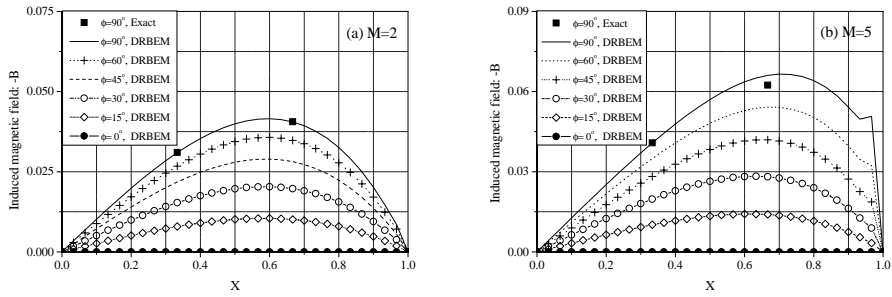 ϕ=90°, Exact
ϕ=90°, DRBEM
ϕ=60°, DRBEM
ϕ=45°, DRBEM
ϕ=30°, DRBEM
ϕ=15°, DRBEM
ϕ= 0°, DRBEM
(a) M=2
Induced magnetic field: -B
0.075
0.050
0.025
0.000
0.0 0.2 0.4 0.6 0.8 1.0
X
ϕ=90°, Exact
ϕ=90°, DRBEM
ϕ=60°, DRBEM
ϕ=45°, DRBEM
ϕ=30°, DRBEM
ϕ=15°, DRBEM
ϕ= 0°, DRBEM
(b) M=5
Induced magnetic field: -B
0.09
0.06
0.03
0.00
0.0 0.2 0.4 0.6 0.8 1.0
X